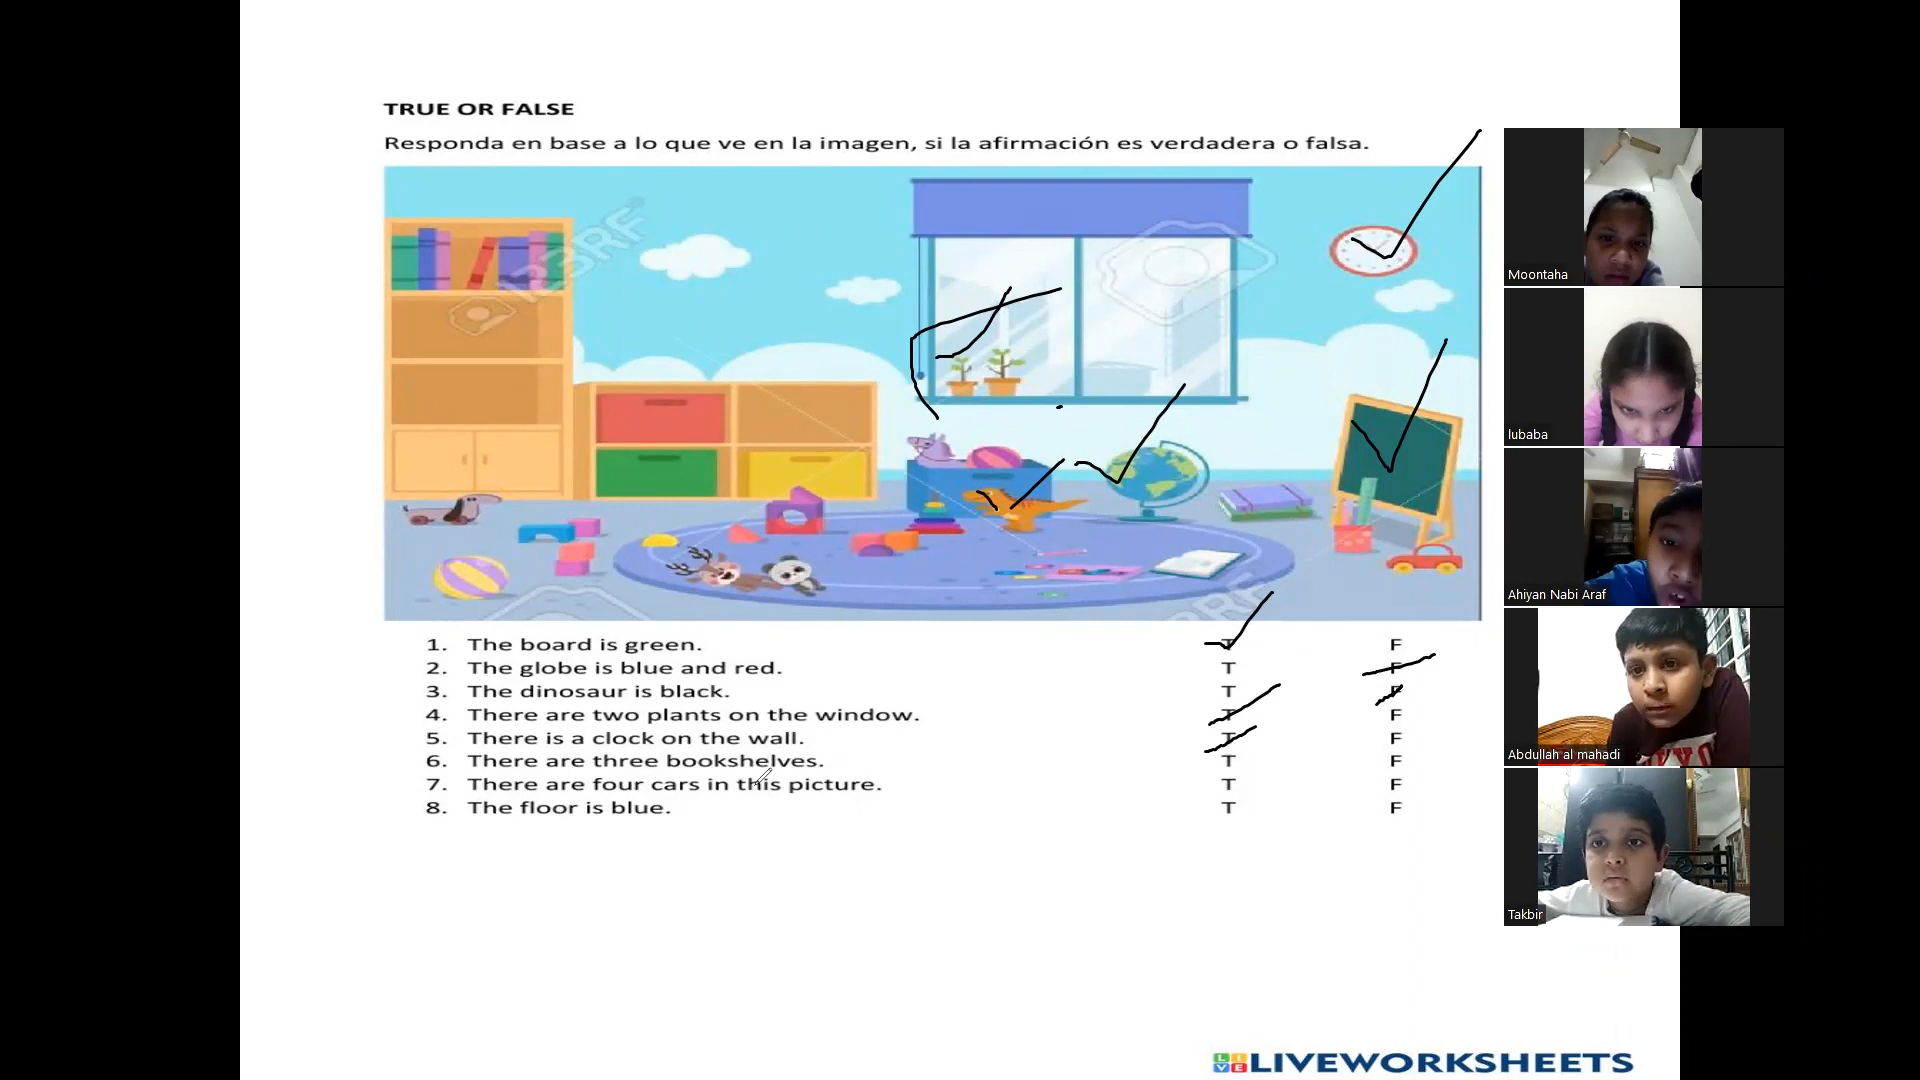 TRUE OR FALSE
Responda en base a lo que ve en la imagen, si la afirmación es verdadera o falsa.
123RF
1. The board is green. T F
2. The globe is blue and red. T F
3. The dinosaur is black. T F
4. There are two plants on the window. T F
5. There is a clock on the wall. T F
6. There are three bookshelves. T F
7. There are four cars in this picture. T F
8. The floor is blue. T F
Moontaha
lubaba
Ahiyan Nabi Araf
Abdullah al mahadi
Takbir
LIVE LIVEWORKSHEETS